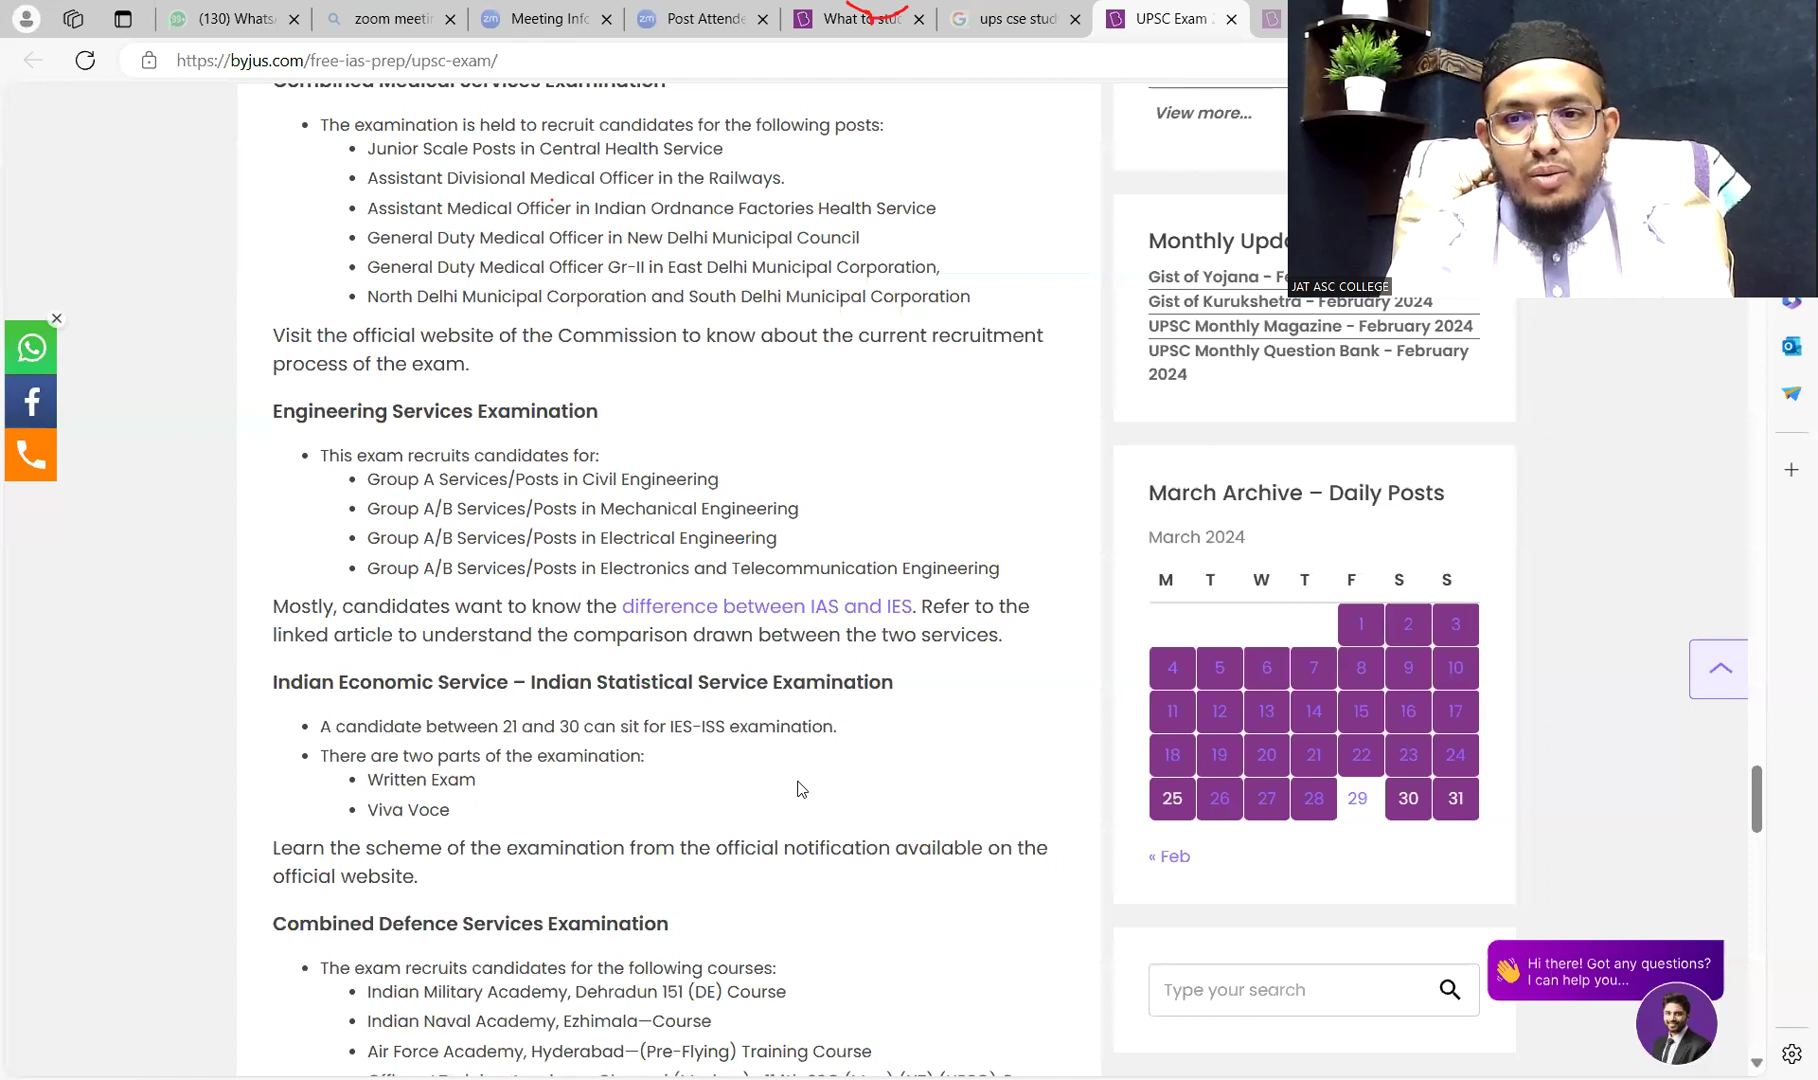 (130) Whats
zoom meetin
Meeting Info
Post Attende
What to stud
ups cse stud
UPSC Exam 2
https://byjus.com/free-ias-prep/upsc-exam/
Combined Medical Services Examination
The examination is held to recruit candidates for the following posts:
Junior Scale Posts in Central Health Service
Assistant Divisional Medical Officer in the Railways.
Assistant Medical Officer in Indian Ordnance Factories Health Service
General Duty Medical Officer in New Delhi Municipal Council
General Duty Medical Officer Gr-II in East Delhi Municipal Corporation,
North Delhi Municipal Corporation and South Delhi Municipal Corporation
Visit the official website of the Commission to know about the current recruitment
process of the exam.
Engineering Services Examination
This exam recruits candidates for:
Group A Services/Posts in Civil Engineering
Group A/B Services/Posts in Mechanical Engineering
Group A/B Services/Posts in Electrical Engineering
Group A/B Services/Posts in Electronics and Telecommunication Engineering
Mostly, candidates want to know the difference between IAS and IES. Refer to the
linked article to understand the comparison drawn between the two services.
Indian Economic Service – Indian Statistical Service Examination
A candidate between 21 and 30 can sit for IES-ISS examination.
There are two parts of the examination:
Written Exam
Viva Voce
Learn the scheme of the examination from the official notification available on the
official website.
Combined Defence Services Examination
The exam recruits candidates for the following courses:
Indian Military Academy, Dehradun 151 (DE) Course
Indian Naval Academy, Ezhimala—Course
Air Force Academy, Hyderabad—(Pre-Flying) Training Course
View more...
JAT ASC COLLEGE
Monthly Upd
Gist of Yojana - Fe
Gist of Kurukshetra - February 2024
UPSC Monthly Magazine - February 2024
UPSC Monthly Question Bank - February
2024
March Archive – Daily Posts
March 2024
M T W T F S S
1 2 3
4 5 6 7 8 9 10
11 12 13 14 15 16 17
18 19 20 21 22 23 24
25 26 27 28 29 30 31
« Feb
Type your search
Hi there! Got any questions?
I can help you...